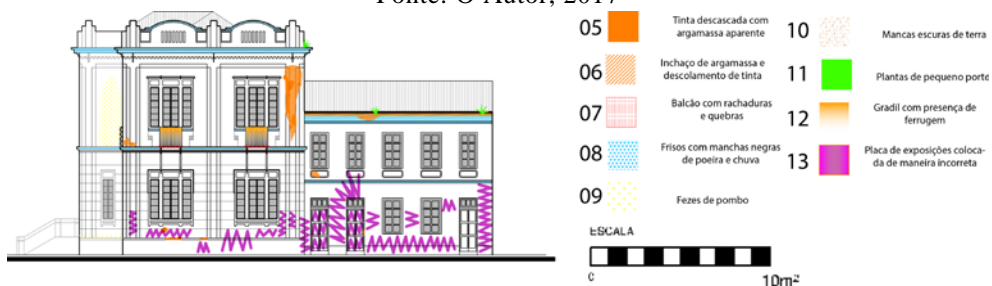 Fonte: O Autor, 2017
05 Tinta descascada com
argamassa aparente
06 Inchaço de argamassa e
descolamento de tinta
07 Balcão com rachaduras
e quebras
08 Frisos com manchas negras
de poeira e chuva
09 Fezes de pombo
10 Mancas escuras de terra
11 Plantas de pequeno porte
12 Gradil com presença de
ferrugem
13 Placa de exposições coloca-
da de maneira incorreta
ESCALA
0 10m²